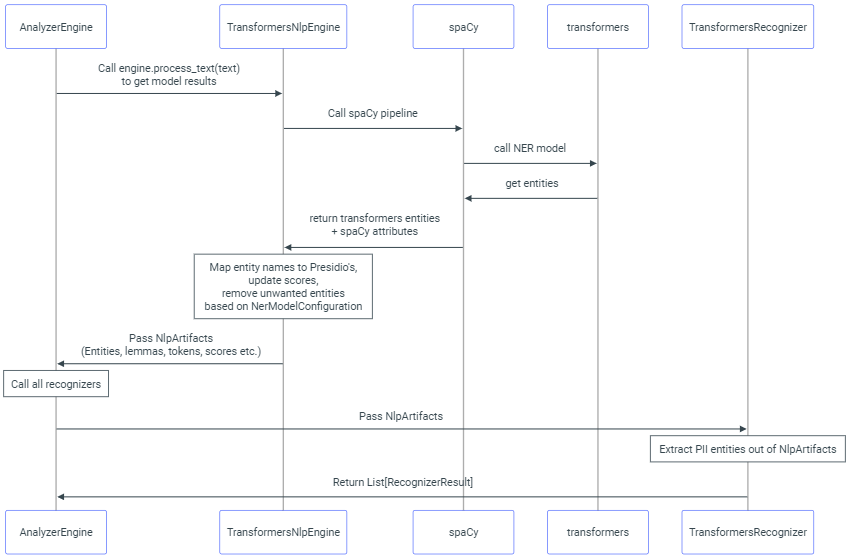 AnalyzerEngine
TransformersNlpEngine
spaCy
transformers
TransformersRecognizer
Call engine.process_text(text)
to get model results
Call spaCy pipeline
call NER model
get entities
return transformers entities
+ spaCy attributes
Map entity names to Presidio's,
update scores,
remove unwanted entities
based on NerModelConfiguration
Pass NlpArtifacts
(Entities, lemmas, tokens, scores etc.)
Call all recognizers
Pass NlpArtifacts
Extract PII entities out of NlpArtifacts
Return List[RecognizerResult]
AnalyzerEngine
TransformersNlpEngine
spaCy
transformers
TransformersRecognizer